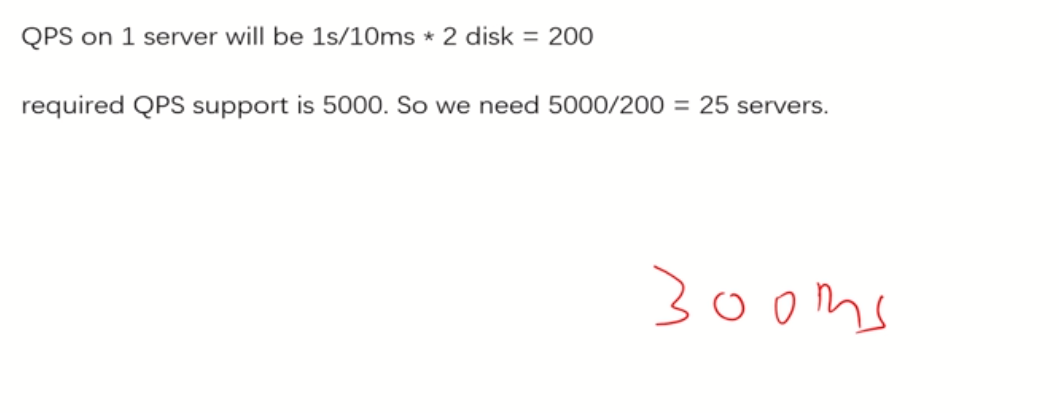 QPS on 1 server will be 1s/10ms * 2 disk = 200
required QPS support is 5000. So we need 5000/200 = 25 servers.
300ms